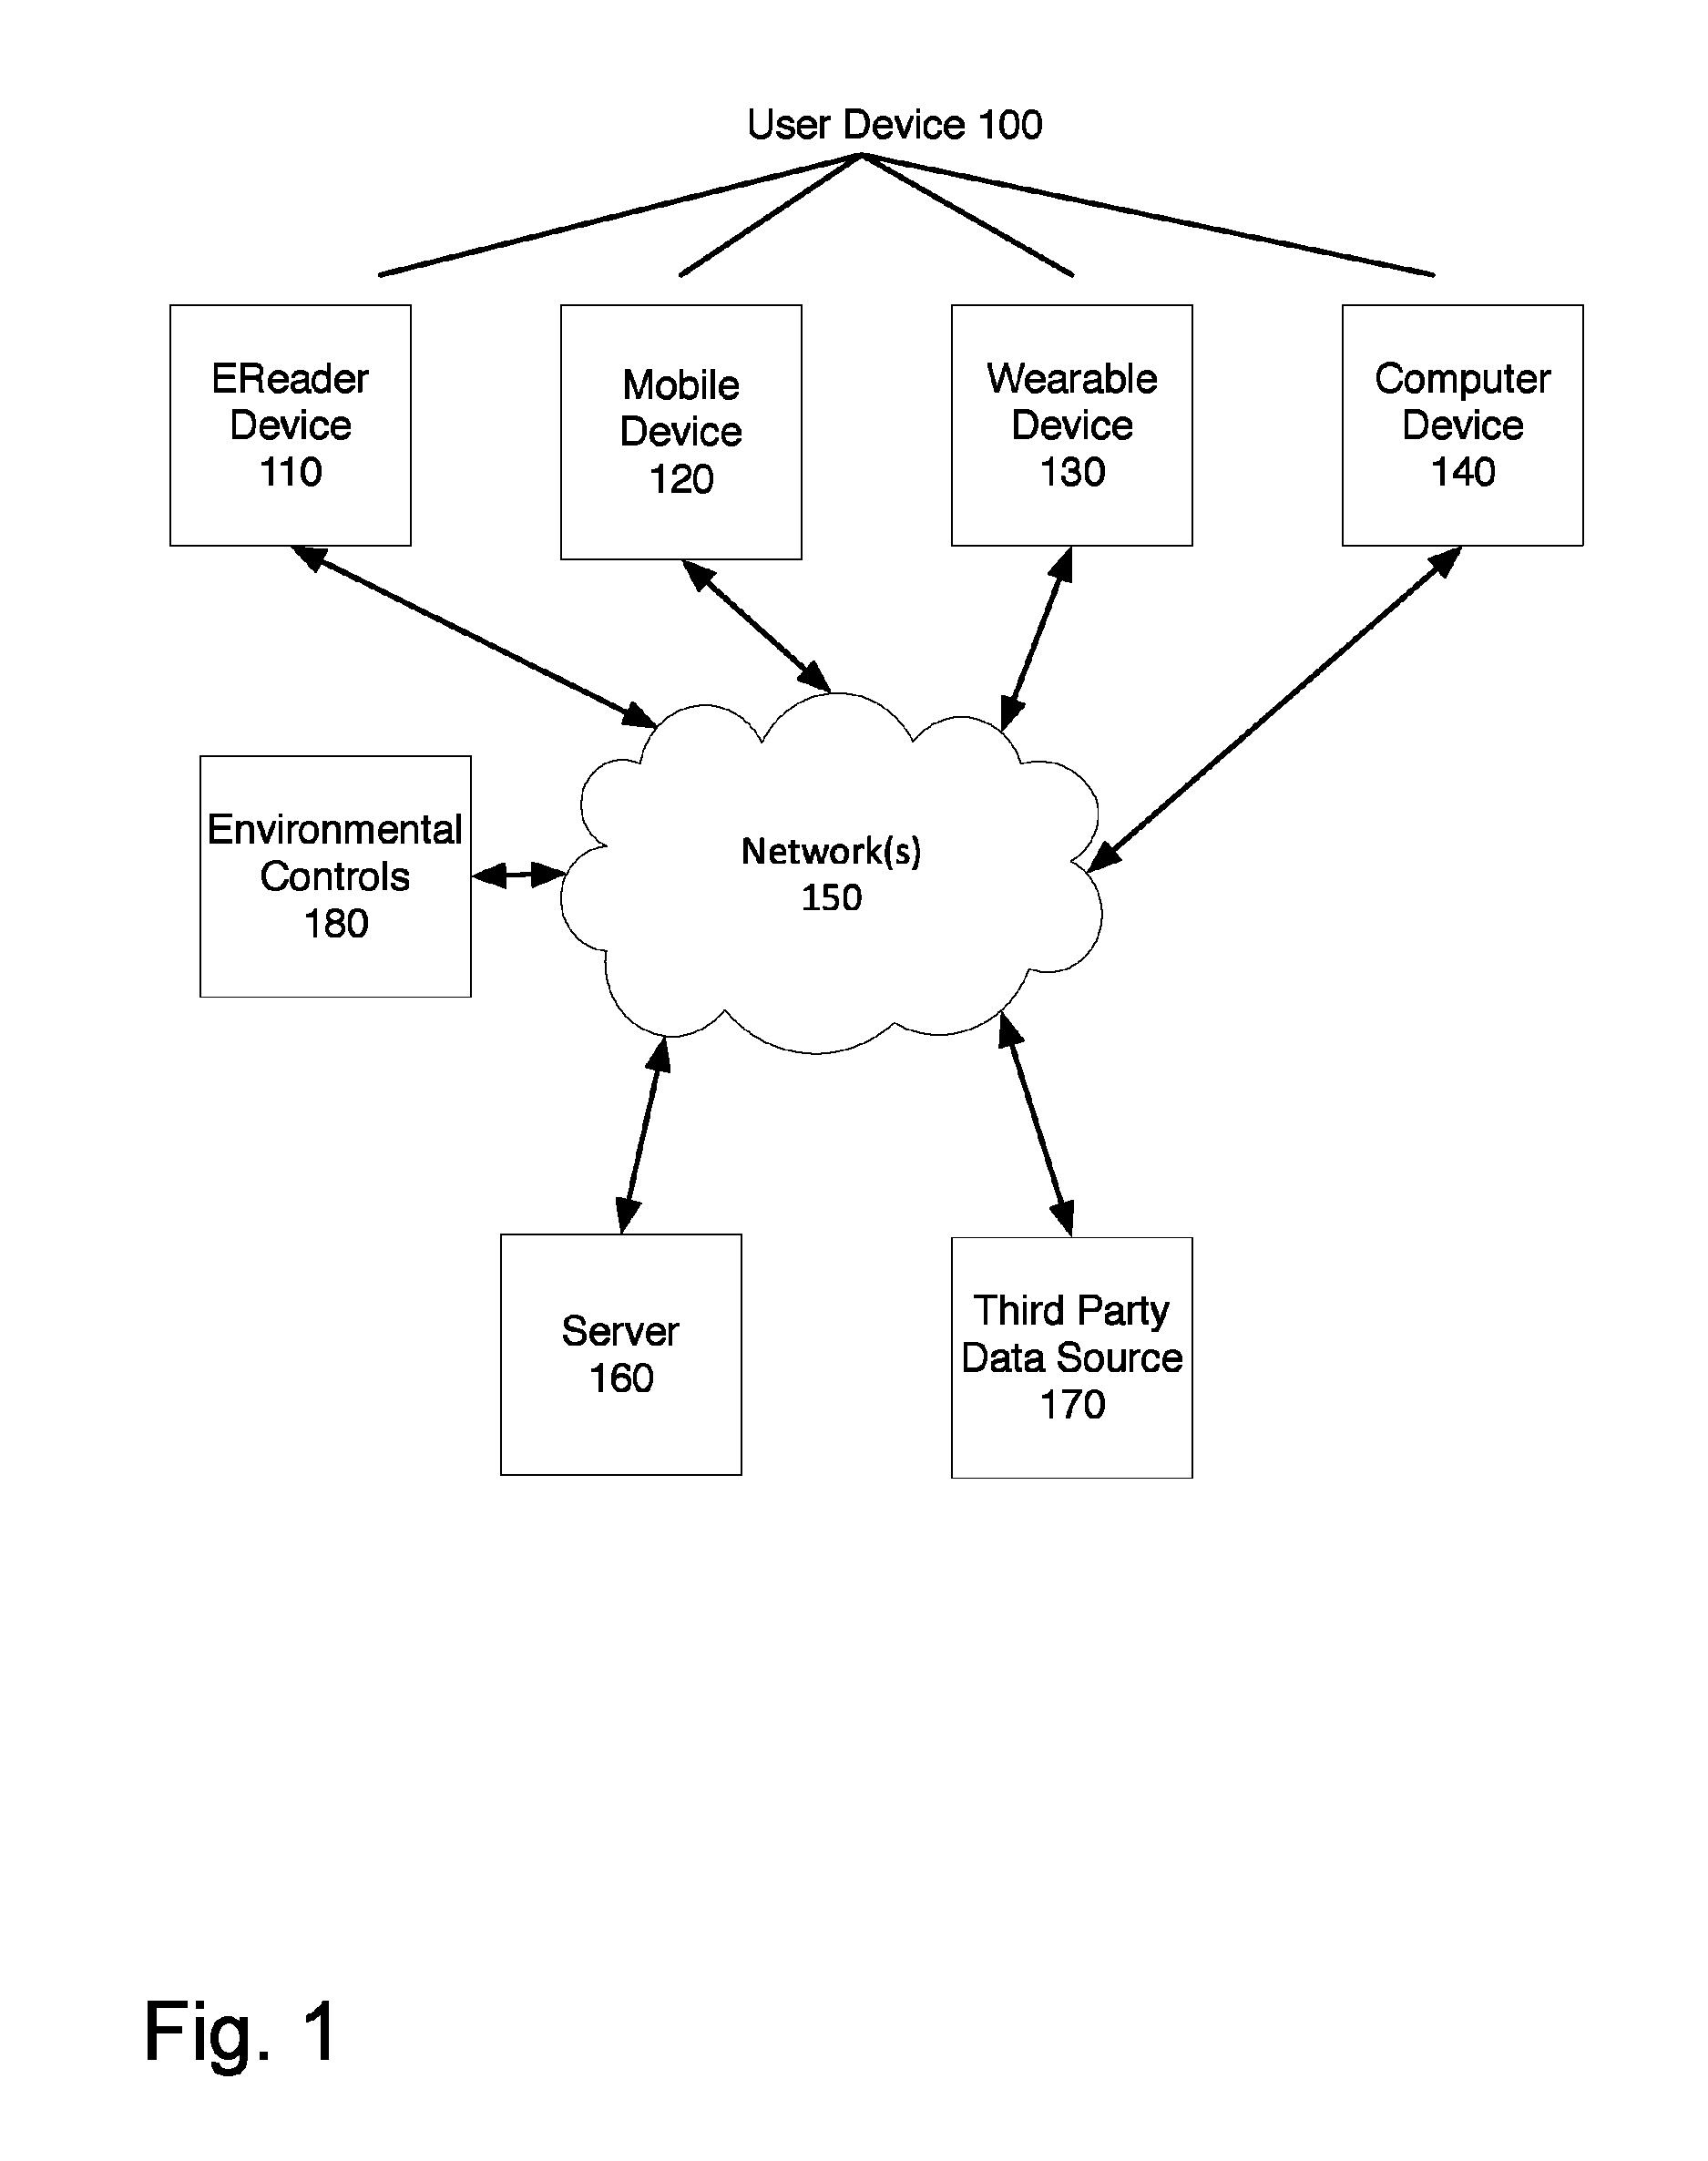 User Device 100
EReader
Device
110
Mobile
Device
120
Wearable
Device
130
Computer
Device
140
Environmental
Controls
180
Network(s)
150
Server
160
Third Party
Data Source
170
Fig. 1